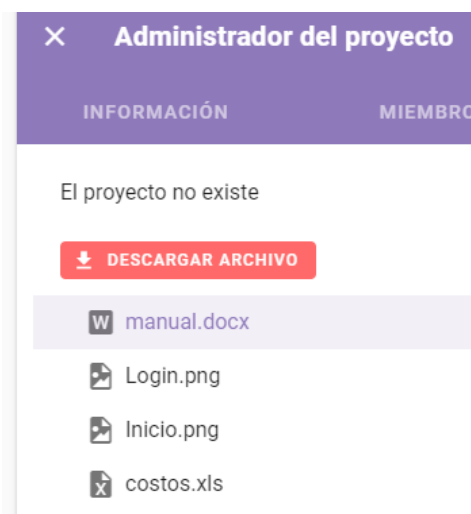 Administrador del proyecto
INFORMACIÓN
El proyecto no existe
DESCARGAR ARCHIVO
W manual.docx
Login.png
Inicio.png
X costos.xls